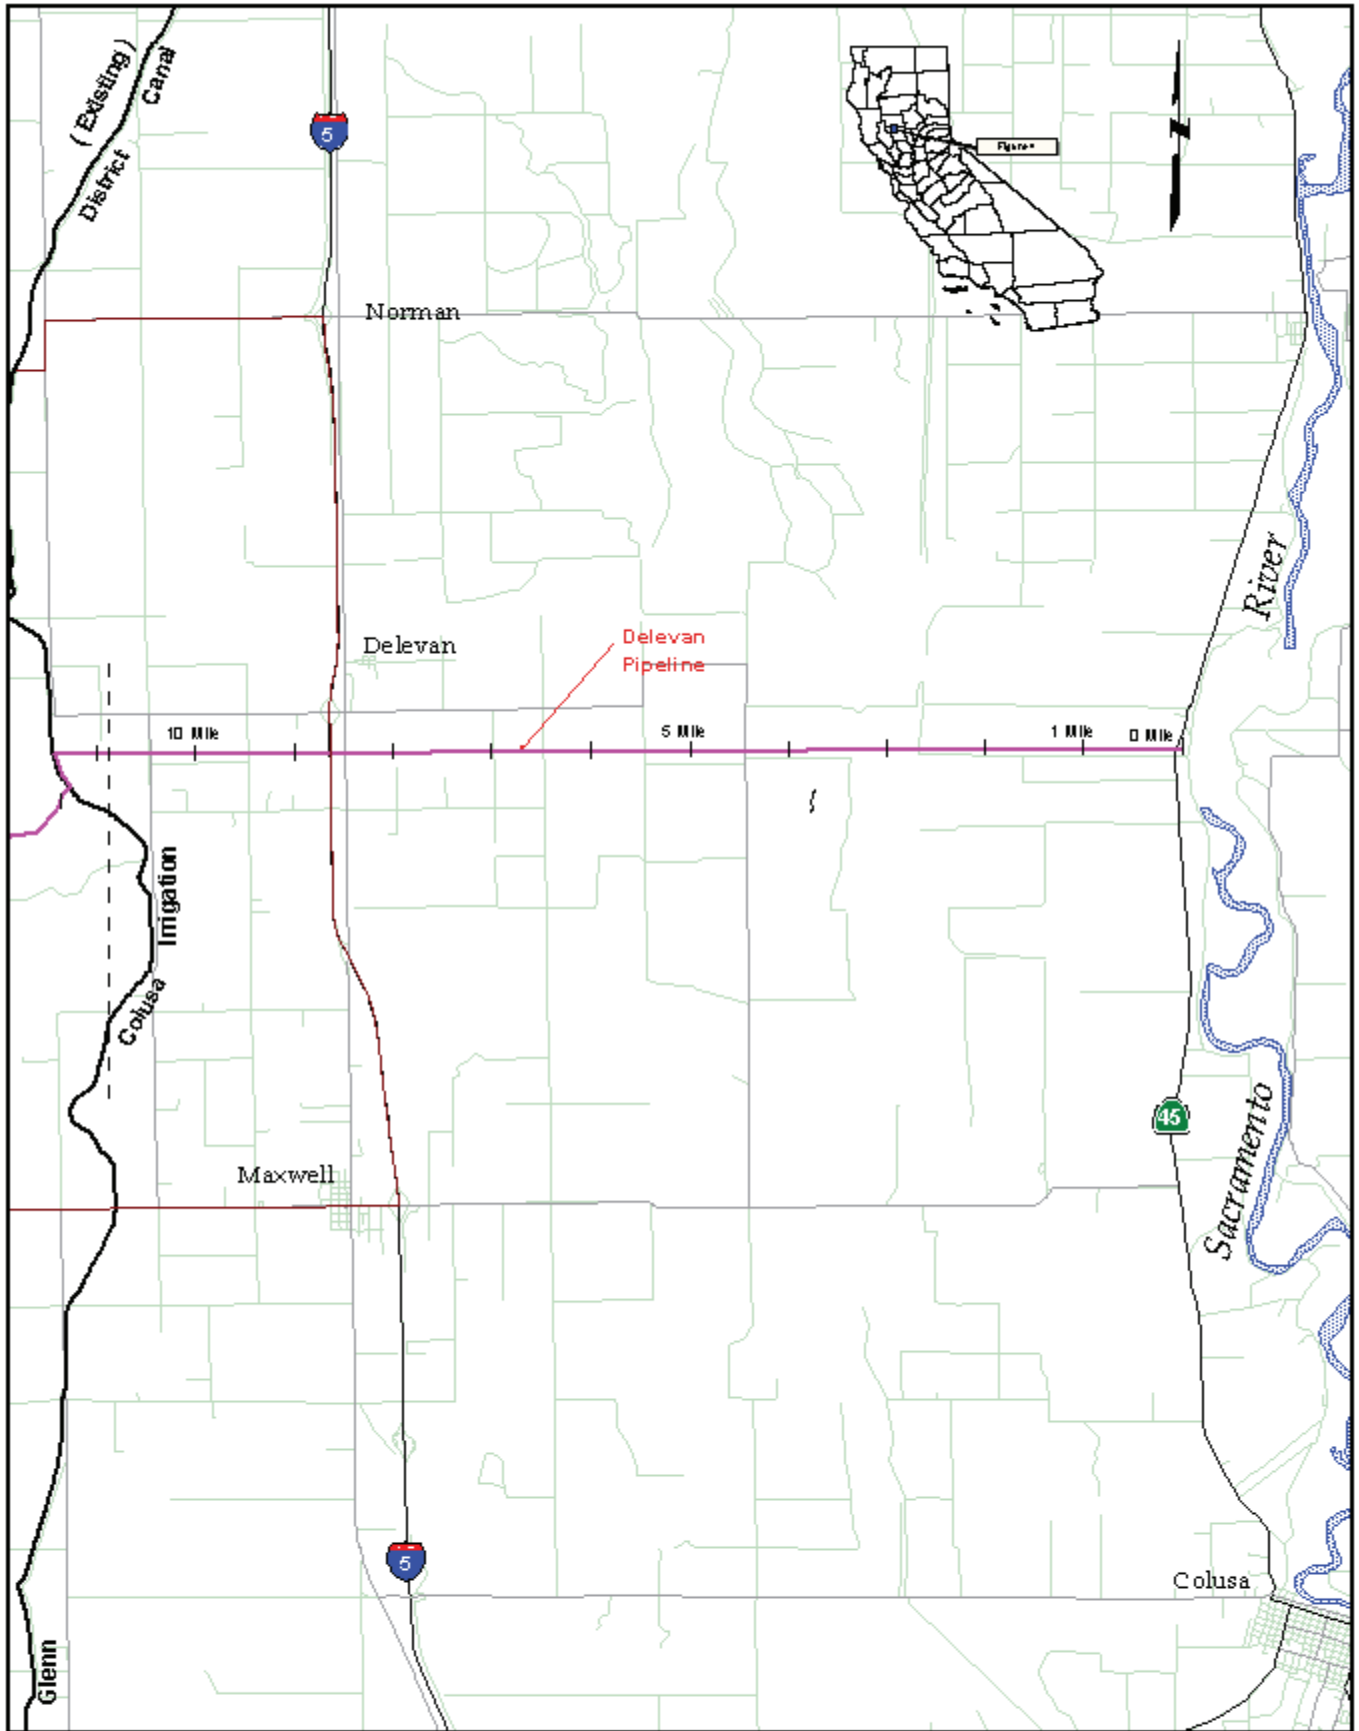 ( Existing )
Canal
District
5
Norman
River
Delevan
Delevan
Pipeline
10 Mile
5 Mile
1 Mile
0 Mile
Irrigation
Colusa
45
Sacramento
Maxwell
5
Colusa
Glenn